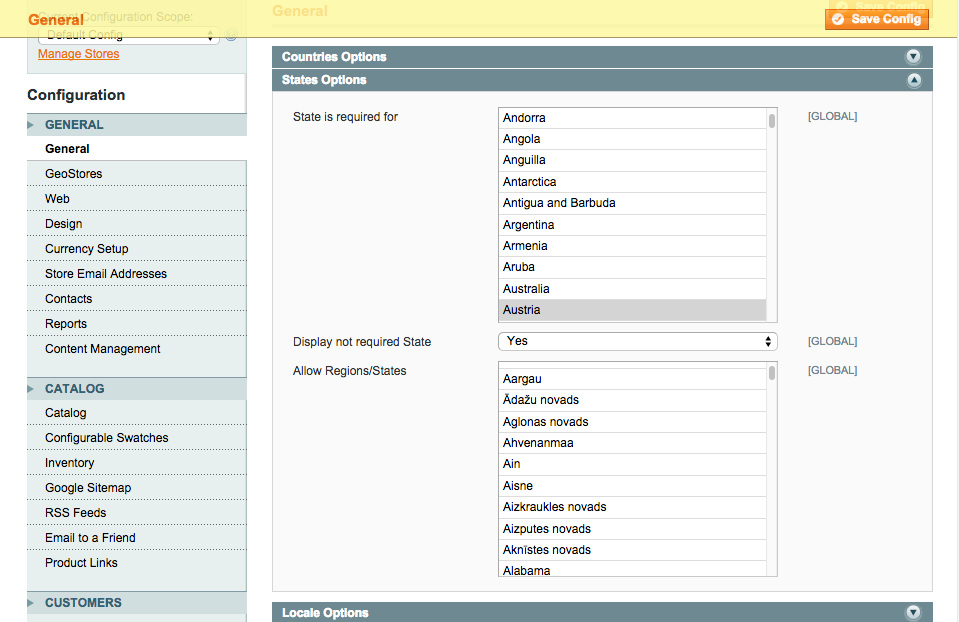 Current Configuration Scope:
General
Default Config
Manage Stores
Configuration
GENERAL
General
GeoStores
Web
Design
Currency Setup
Store Email Addresses
Contacts
Reports
Content Management
CATALOG
Catalog
Configurable Swatches
Inventory
Google Sitemap
RSS Feeds
Email to a Friend
Product Links
CUSTOMERS
General
Save Config
Save Config
Countries Options
States Options
State is required for
Andorra
Angola
Anguilla
Antarctica
Antigua and Barbuda
Argentina
Armenia
Aruba
Australia
Austria
[GLOBAL]
Display not required State
Yes
[GLOBAL]
Allow Regions/States
Aargau
Ādažu novads
Aglonas novads
Ahvenanmaa
Ain
Aisne
Aizkraukles novads
Aizputes novads
Aknīstes novads
Alabama
[GLOBAL]
Locale Options